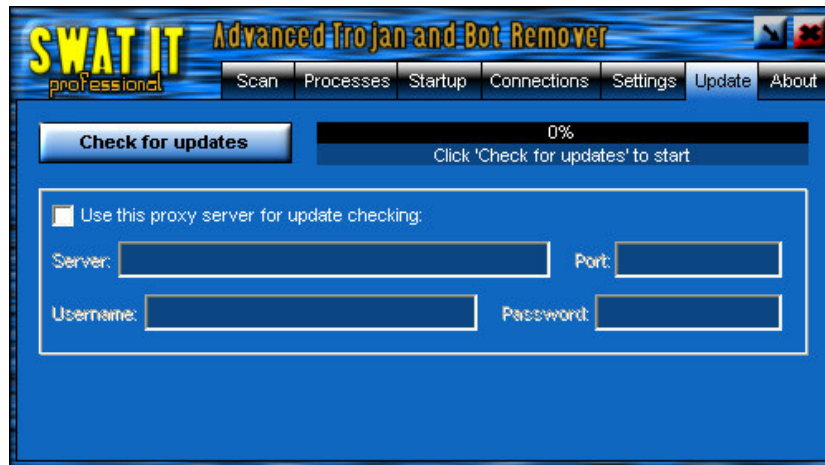 SWAT IT
professional
Advanced Trojan and Bot Remover
Scan Processes Startup Connections Settings Update About
Check for updates
0%
Click 'Check for updates' to start
Use this proxy server for update checking:
Server: Port:
Username: Password: